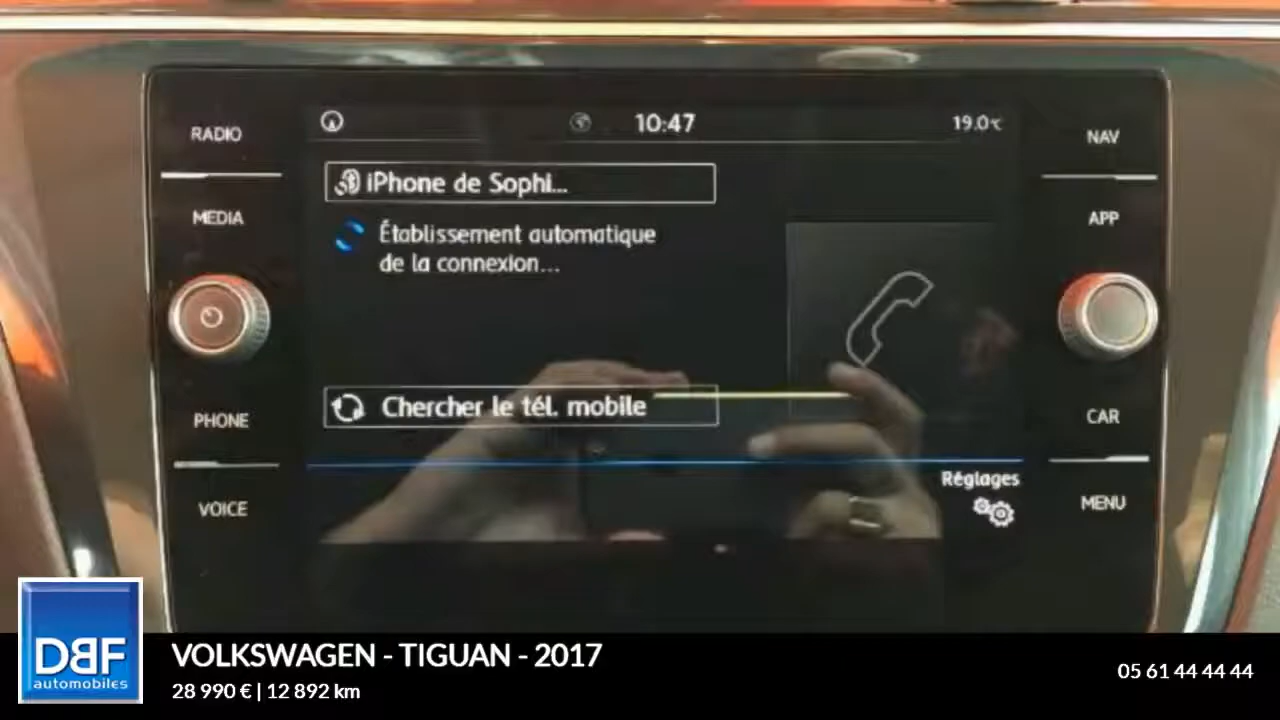 RADIO
MEDIA
PHONE
VOICE
10:47
19.0°C
iPhone de Sophi...
Établissement automatique
de la connexion...
Chercher le tél. mobile
Réglages
NAV
APP
CAR
MENU
DBF
automobiles
VOLKSWAGEN - TIGUAN - 2017
28 990 € | 12 892 km
05 61 44 44 44